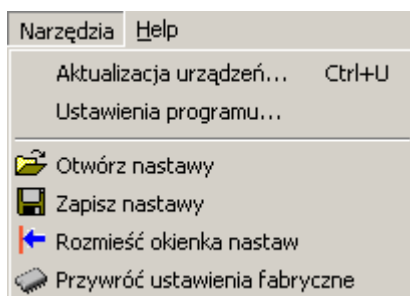 Narzędzia Help
Aktualizacja urządzeń... Ctrl+U
Ustawienia programu...
Otwórz nastawy
Zapisz nastawy
Rozmieść okienka nastaw
Przywróć ustawienia fabryczne